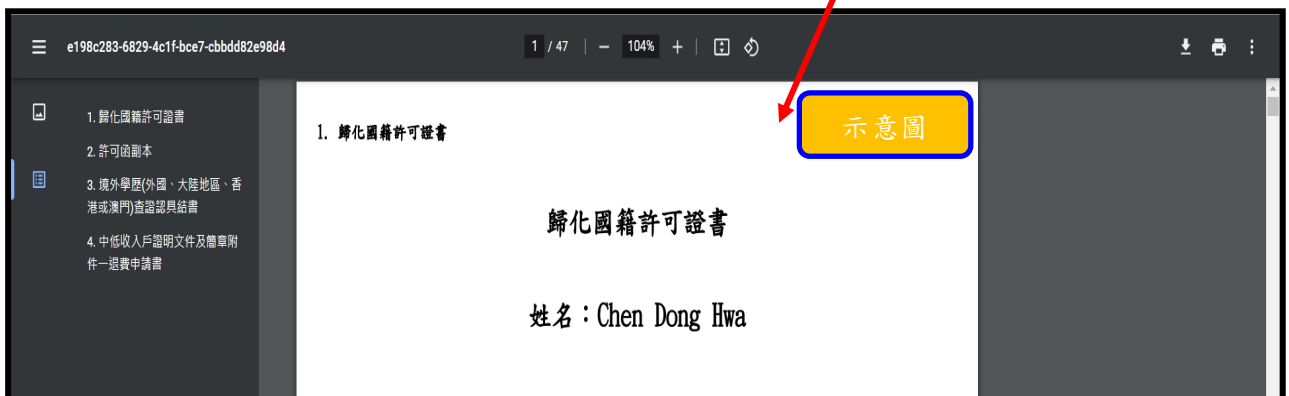 e198c283-6829-4c1f-bce7-cbbdd82e98d4
1 / 47
104%
1. 歸化國籍許可證書
2. 許可函副本
3. 境外學歷(外國、大陸地區、香
港或澳門)查證認具結書
4. 中低收入戶證明文件及簡章附
件一退費申請書
1. 歸化國籍許可證書
示意圖
歸化國籍許可證書
姓名：Chen Dong Hwa